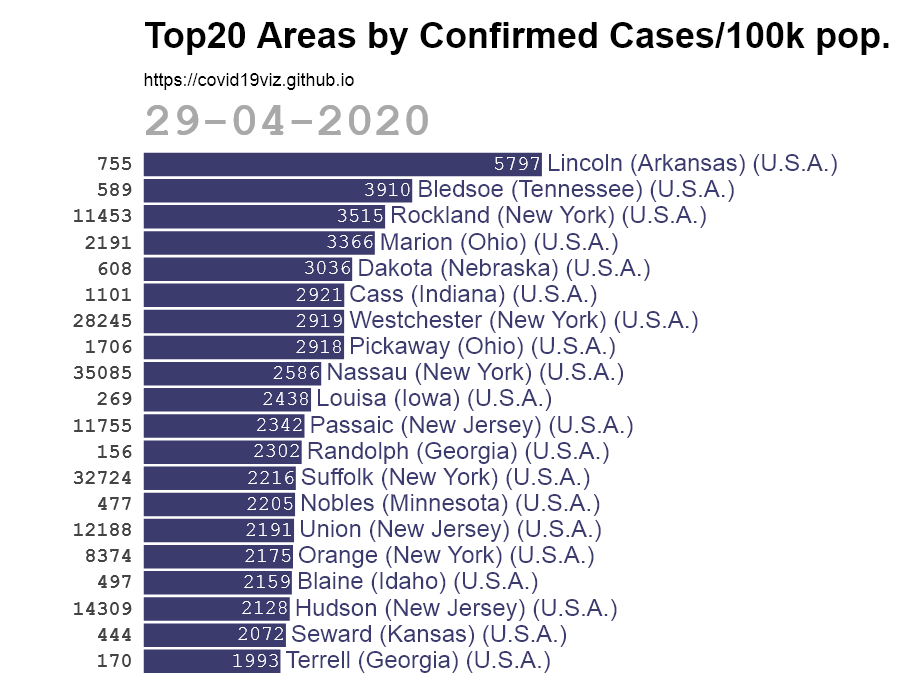 Top20 Areas by Confirmed Cases/100k pop.
https://covid19viz.github.io
29-04-2020
755 5797 Lincoln (Arkansas) (U.S.A.)
589 3910 Bledsoe (Tennessee) (U.S.A.)
11453 3515 Rockland (New York) (U.S.A.)
2191 3366 Marion (Ohio) (U.S.A.)
608 3036 Dakota (Nebraska) (U.S.A.)
1101 2921 Cass (Indiana) (U.S.A.)
28245 2919 Westchester (New York) (U.S.A.)
1706 2918 Pickaway (Ohio) (U.S.A.)
35085 2586 Nassau (New York) (U.S.A.)
269 2438 Louisa (Iowa) (U.S.A.)
11755 2342 Passaic (New Jersey) (U.S.A.)
156 2302 Randolph (Georgia) (U.S.A.)
32724 2216 Suffolk (New York) (U.S.A.)
477 2205 Nobles (Minnesota) (U.S.A.)
12188 2191 Union (New Jersey) (U.S.A.)
8374 2175 Orange (New York) (U.S.A.)
497 2159 Blaine (Idaho) (U.S.A.)
14309 2128 Hudson (New Jersey) (U.S.A.)
444 2072 Seward (Kansas) (U.S.A.)
170 1993 Terrell (Georgia) (U.S.A.)